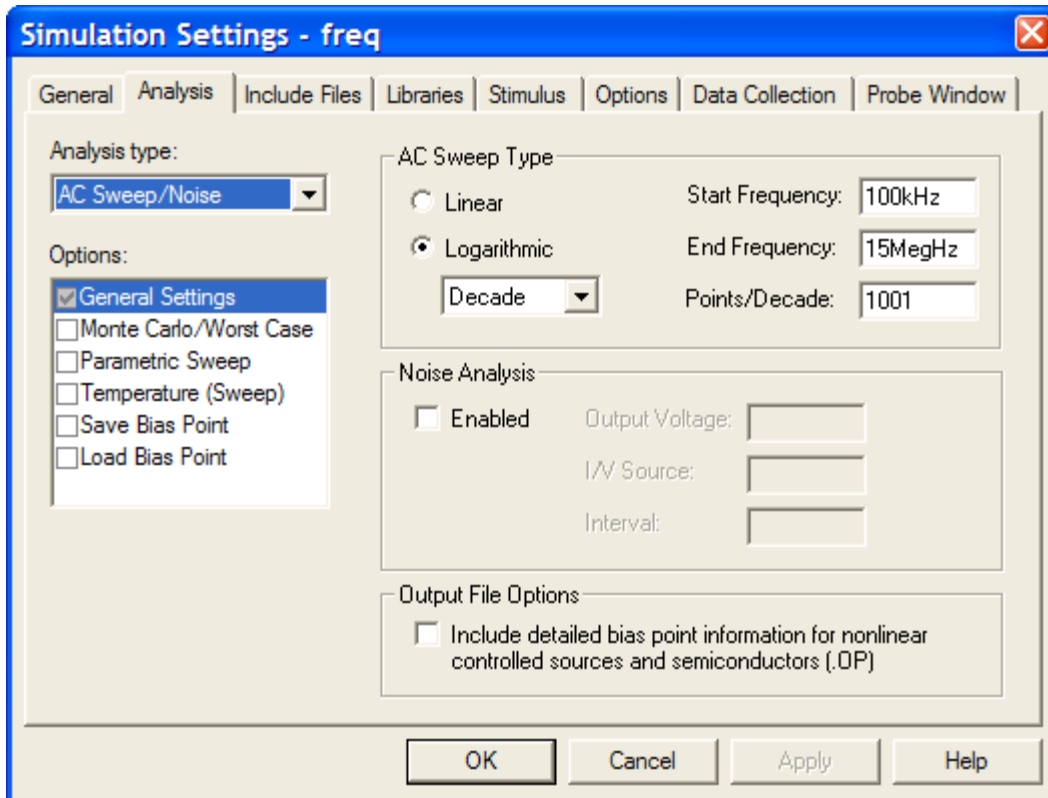 Simulation Settings - freq
General Analysis Include Files Libraries Stimulus Options Data Collection Probe Window
Analysis type:
AC Sweep/Noise
Options:
General Settings
Monte Carlo/Worst Case
Parametric Sweep
Temperature (Sweep)
Save Bias Point
Load Bias Point
AC Sweep Type
Linear
Logarithmic
Decade
Start Frequency: 100kHz
End Frequency: 15MegHz
Points/Decade: 1001
Noise Analysis
Enabled
Output Voltage:
I/V Source:
Interval:
Output File Options
Include detailed bias point information for nonlinear
controlled sources and semiconductors (.OP)
OK Cancel Apply Help